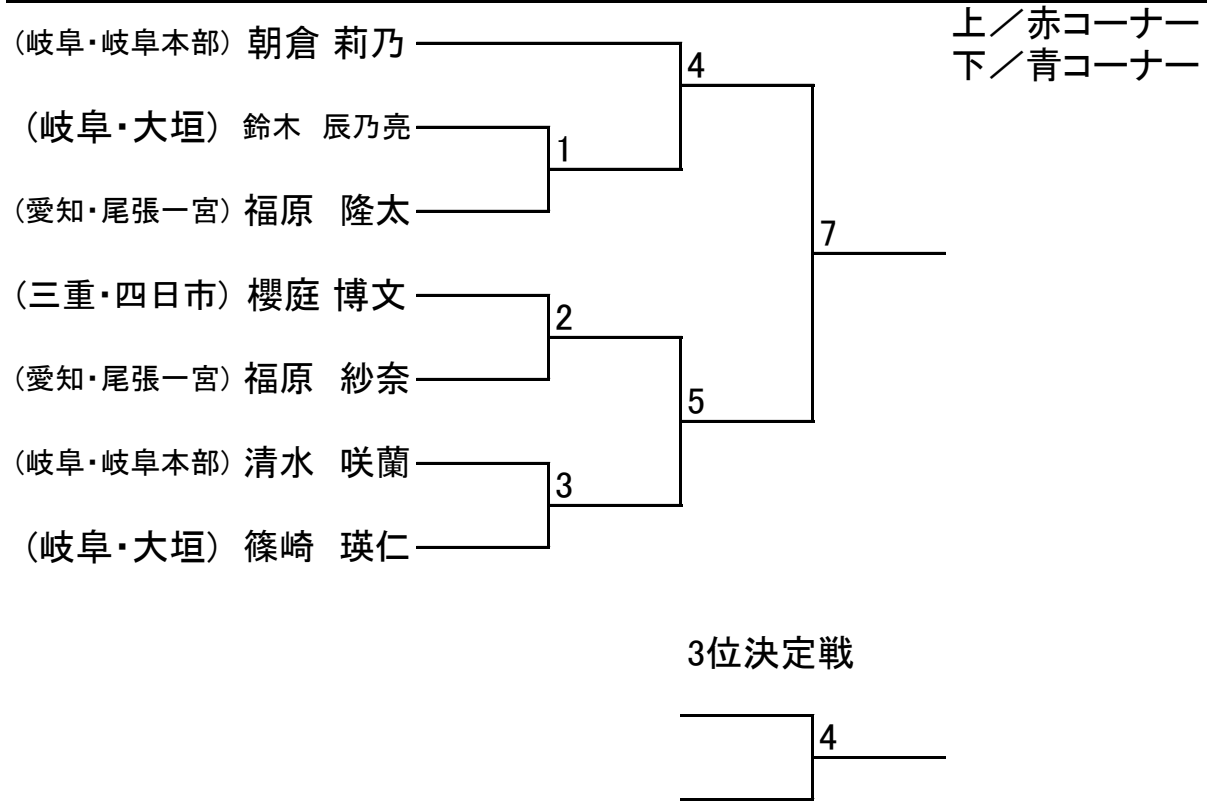 上／赤コーナー
下／青コーナー
（岐阜・岐阜本部） 朝倉 莉乃
4
（岐阜・大垣） 鈴木　辰乃亮
1
（愛知・尾張一宮） 福原　隆太
7
（三重・四日市） 櫻庭 博文
2
（愛知・尾張一宮） 福原　紗奈
5
（岐阜・岐阜本部） 清水　咲蘭
3
（岐阜・大垣） 篠崎　瑛仁
3位決定戦
4